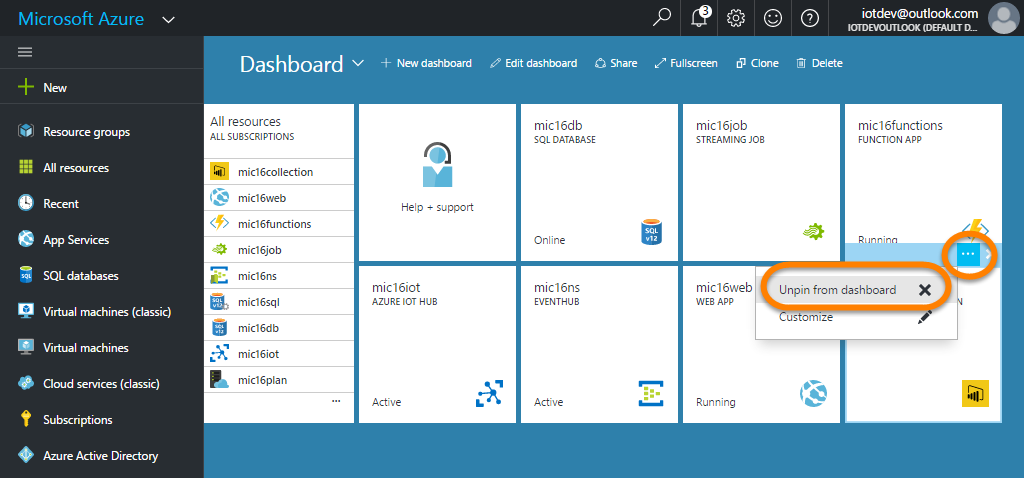 Microsoft Azure
3
iotdev@outlook.com
IOTDEVOUTLOOK (DEFAULT D...
Dashboard
New dashboard
Edit dashboard
Share
Fullscreen
Clone
Delete
New
Resource groups
All resources
Recent
App Services
SQL databases
Virtual machines (classic)
Virtual machines
Cloud services (classic)
Subscriptions
Azure Active Directory
All resources
ALL SUBSCRIPTIONS
mic16collection
mic16web
mic16functions
mic16job
mic16ns
mic16sql
mic16db
mic16iot
mic16plan
...
Help + support
mic16db
SQL DATABASE
Online
SQL
v12
mic16job
STREAMING JOB
mic16functions
FUNCTION APP
Running
...
mic16iot
AZURE IOT HUB
Active
mic16ns
EVENTHUB
Active
mic16web
WEB APP
Running
Unpin from dashboard
Customize